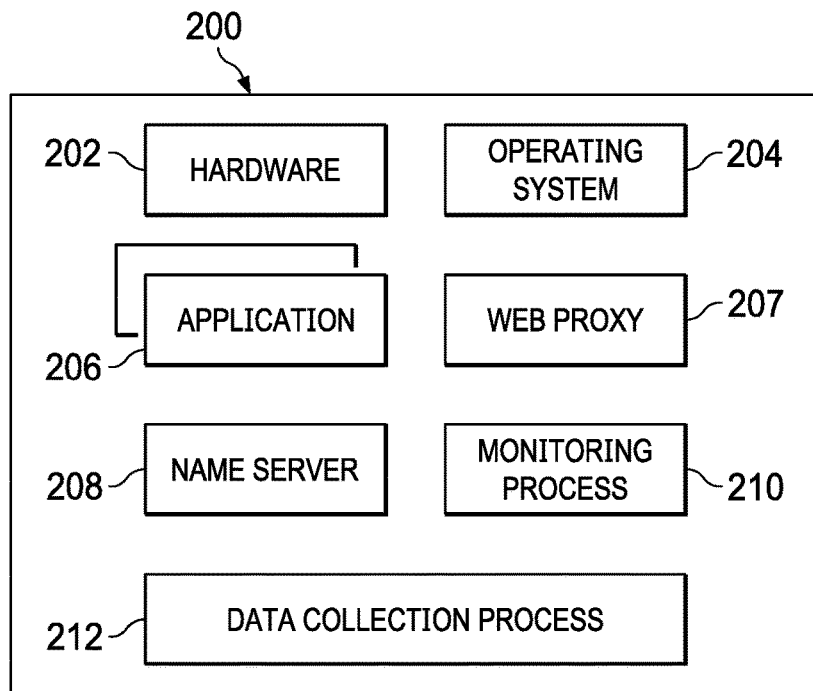 200
202
HARDWARE
OPERATING
SYSTEM
204
206
APPLICATION
WEB PROXY
207
208
NAME SERVER
MONITORING
PROCESS
210
212
DATA COLLECTION PROCESS